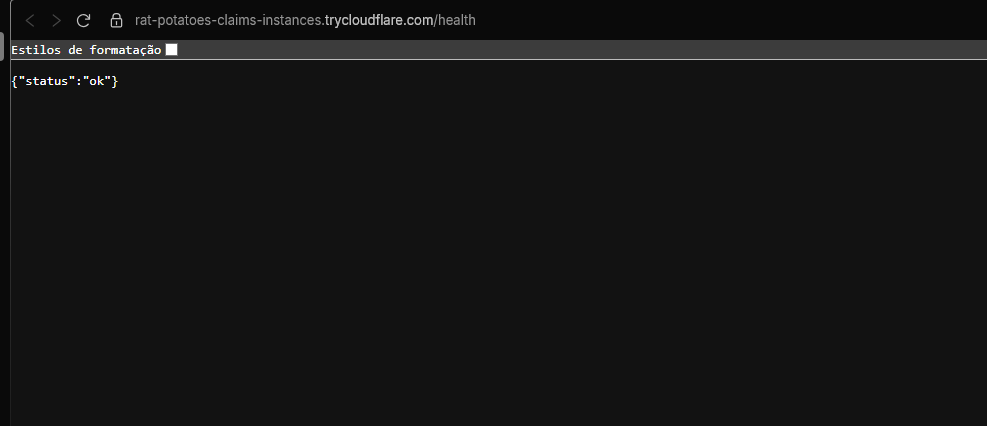 rat-potatoes-claims-instances.trycloudflare.com/health
Estilos de formatação
{"status":"ok"}